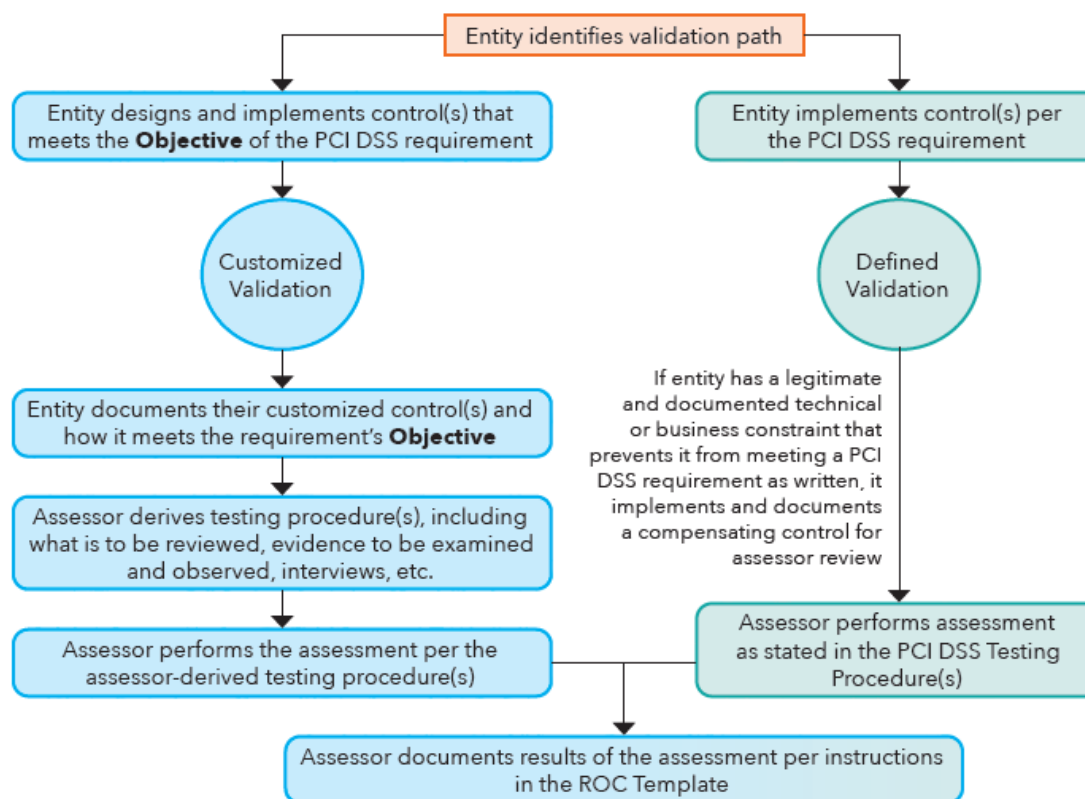 Entity identifies validation path
Entity designs and implements control(s) that
meets the Objective of the PCI DSS requirement
Entity implements control(s) per
the PCI DSS requirement
Customized
Validation
Defined
Validation
If entity has a legitimate
and documented technical
or business constraint that
prevents it from meeting a PCI
DSS requirement as written, it
implements and documents
a compensating control for
assessor review
Entity documents their customized control(s) and
how it meets the requirement's Objective
Assessor derives testing procedure(s), including
what is to be reviewed, evidence to be examined
and observed, interviews, etc.
Assessor performs the assessment per the
assessor-derived testing procedure(s)
Assessor performs assessment
as stated in the PCI DSS Testing
Procedure(s)
Assessor documents results of the assessment per instructions
in the ROC Template